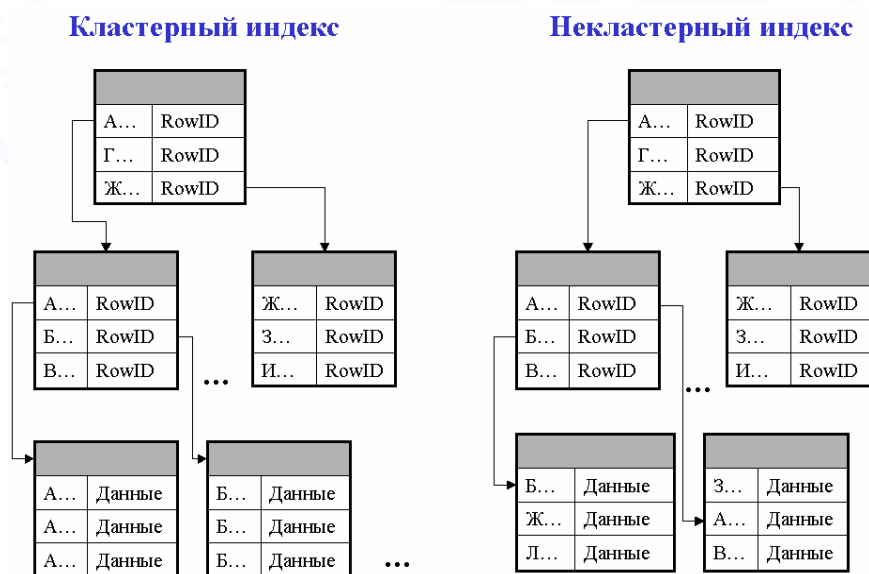 Кластерный индекс
А... RowID
Г... RowID
Ж... RowID
А... RowID
Б... RowID
В... RowID
...
Ж... RowID
З... RowID
И... RowID
А... Данные
А... Данные
А... Данные
Б... Данные
Б... Данные
Б... Данные
...
Некластерный индекс
А... RowID
Г... RowID
Ж... RowID
А... RowID
Б... RowID
В... RowID
...
Ж... RowID
З... RowID
И... RowID
Б... Данные
Ж... Данные
Л... Данные
З... Данные
А... Данные
В... Данные